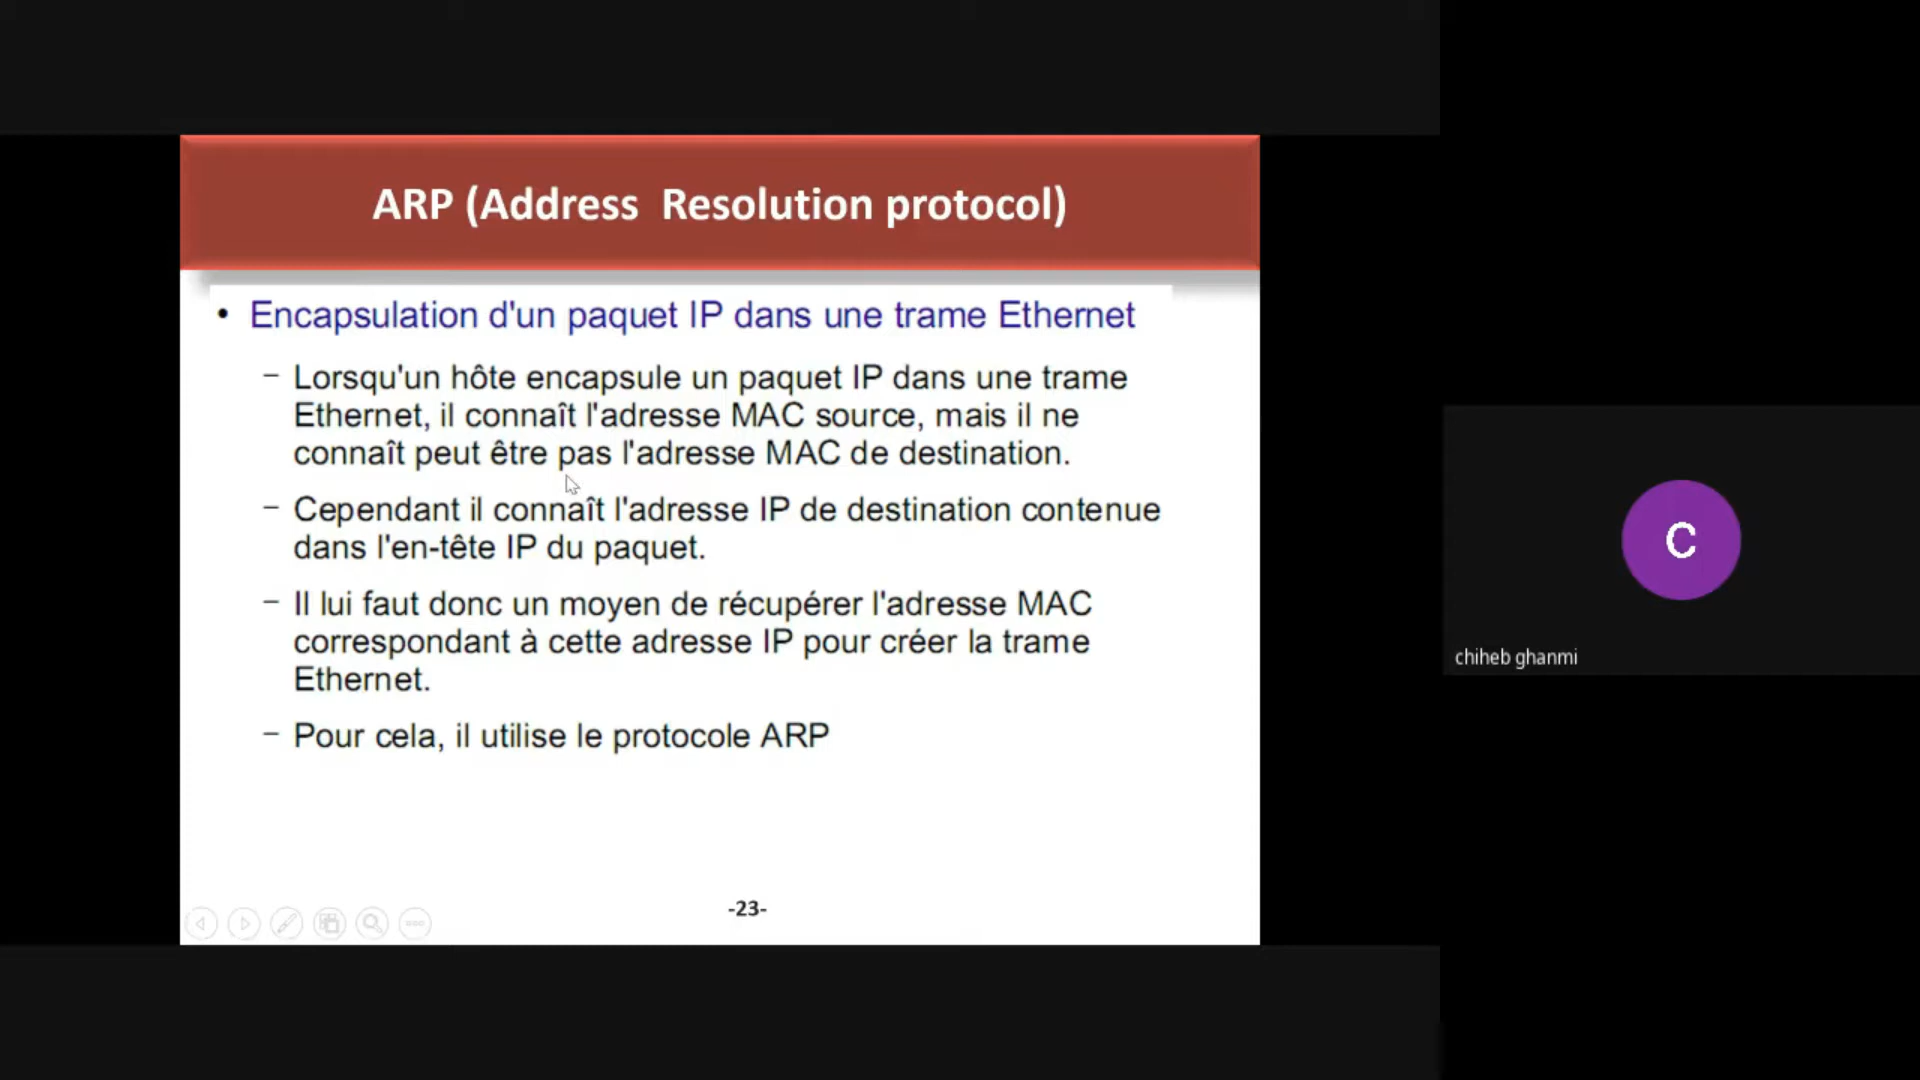 ARP (Address Resolution protocol)
• Encapsulation d'un paquet IP dans une trame Ethernet
– Lorsqu'un hôte encapsule un paquet IP dans une trame
Ethernet, il connaît l'adresse MAC source, mais il ne
connaît peut être pas l'adresse MAC de destination.
– Cependant il connaît l'adresse IP de destination contenue
dans l'en-tête IP du paquet.
– Il lui faut donc un moyen de récupérer l'adresse MAC
correspondant à cette adresse IP pour créer la trame
Ethernet.
– Pour cela, il utilise le protocole ARP
-23-
C
chiheb ghanmi